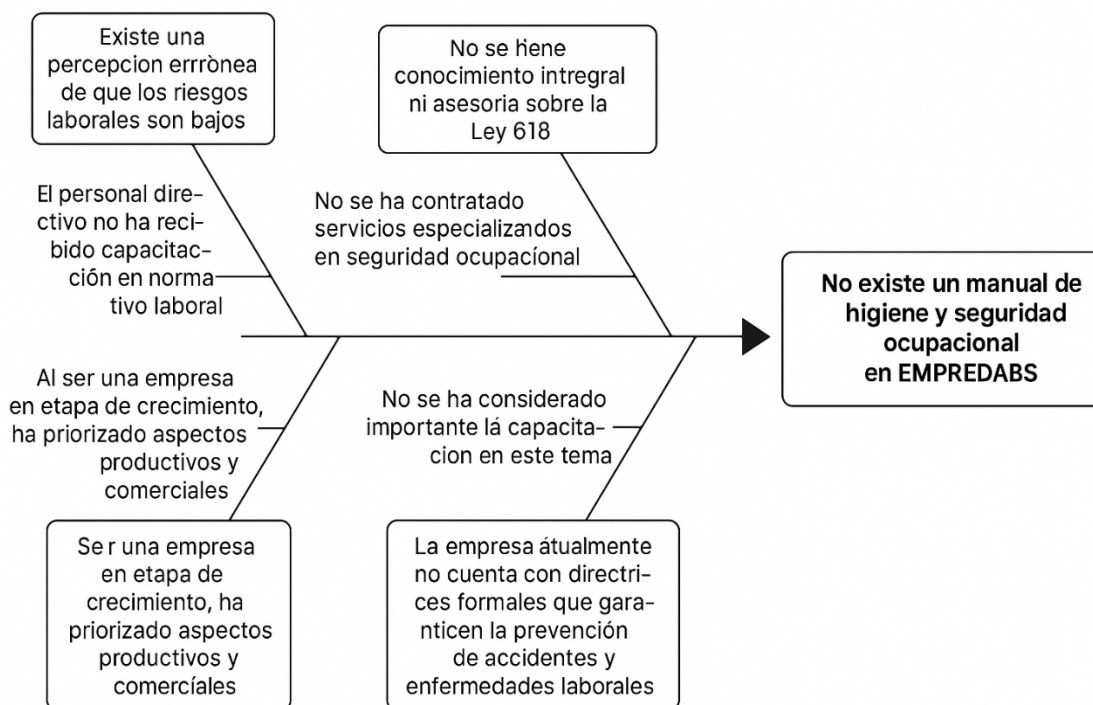 Existe una
percepcion errrònea
de que los riesgos
laborales son bajos
No se hiene
conocimiento intregral
ni asesoria sobre la
Ley 618
El personal dire-
ctivo no ha reci-
bido capacitac-
ción en norma
tivo laboral
No se ha contratado
servicios especializandos
en seguridad ocupacíonal
No existe un manual de
higiene y seguridad
ocupacional
en EMPREDABS
Al ser una empresa
en etapa de crecimiento,
ha priorizado aspectos
productivos y
comerciales
No se ha considerado
importante lá capacita-
cion en este tema
Se r una empresa
en etapa de
crecimiento, ha
priorizado aspectos
productivos y
comercíales
La empresa átualmente
no cuenta con directri-
ces formales que gara-
nticen la prevención
de accidentes y
enfermedades laborales